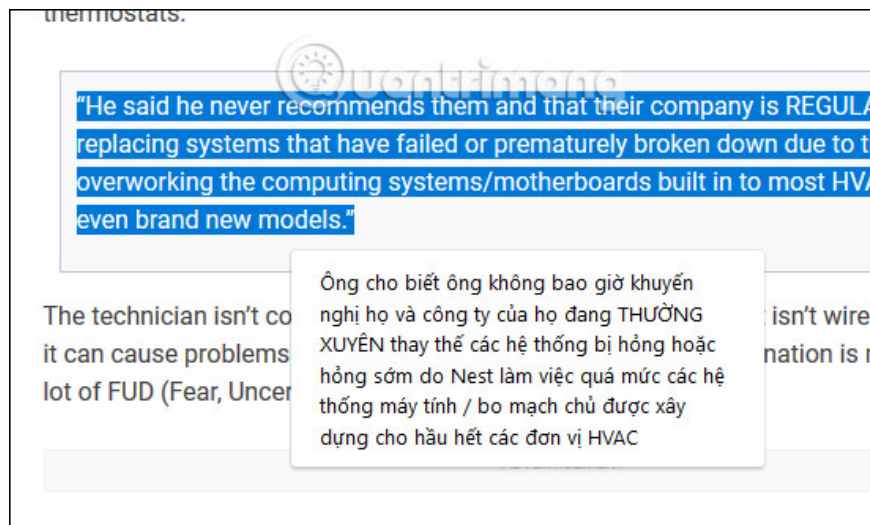 thermostats.
Quantrimang
“He said he never recommends them and that their company is REGULA
replacing systems that have failed or prematurely broken down due to t
overworking the computing systems/motherboards built in to most HVA
even brand new models.”
Ông cho biết ông không bao giờ khuyến
nghị họ và công ty của họ đang THƯỜNG
XUYÊN thay thế các hệ thống bị hỏng hoặc
hỏng sớm do Nest làm việc quá mức các hệ
thống máy tính / bo mạch chủ được xây
dựng cho hầu hết các đơn vị HVAC
The technician isn’t co isn’t wire
it can cause problems nation is
lot of FUD (Fear, Uncer